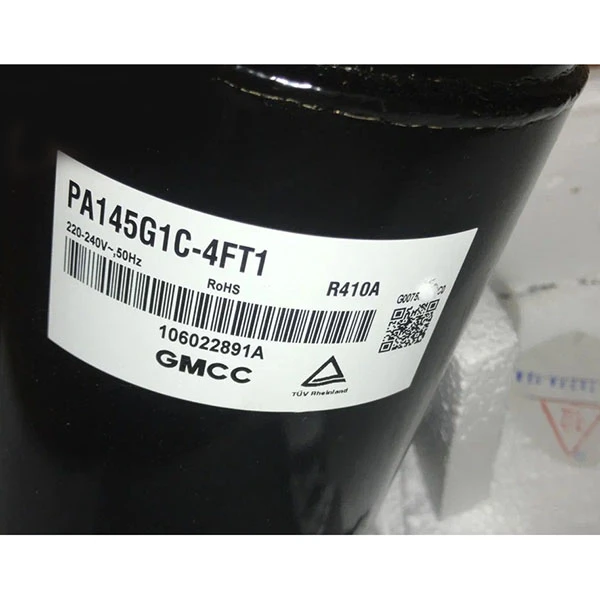 PA145G1C-4FT1
220-240V~,50Hz
RoHS
R410A
106022891A
GMCC
TÜV Rheinland